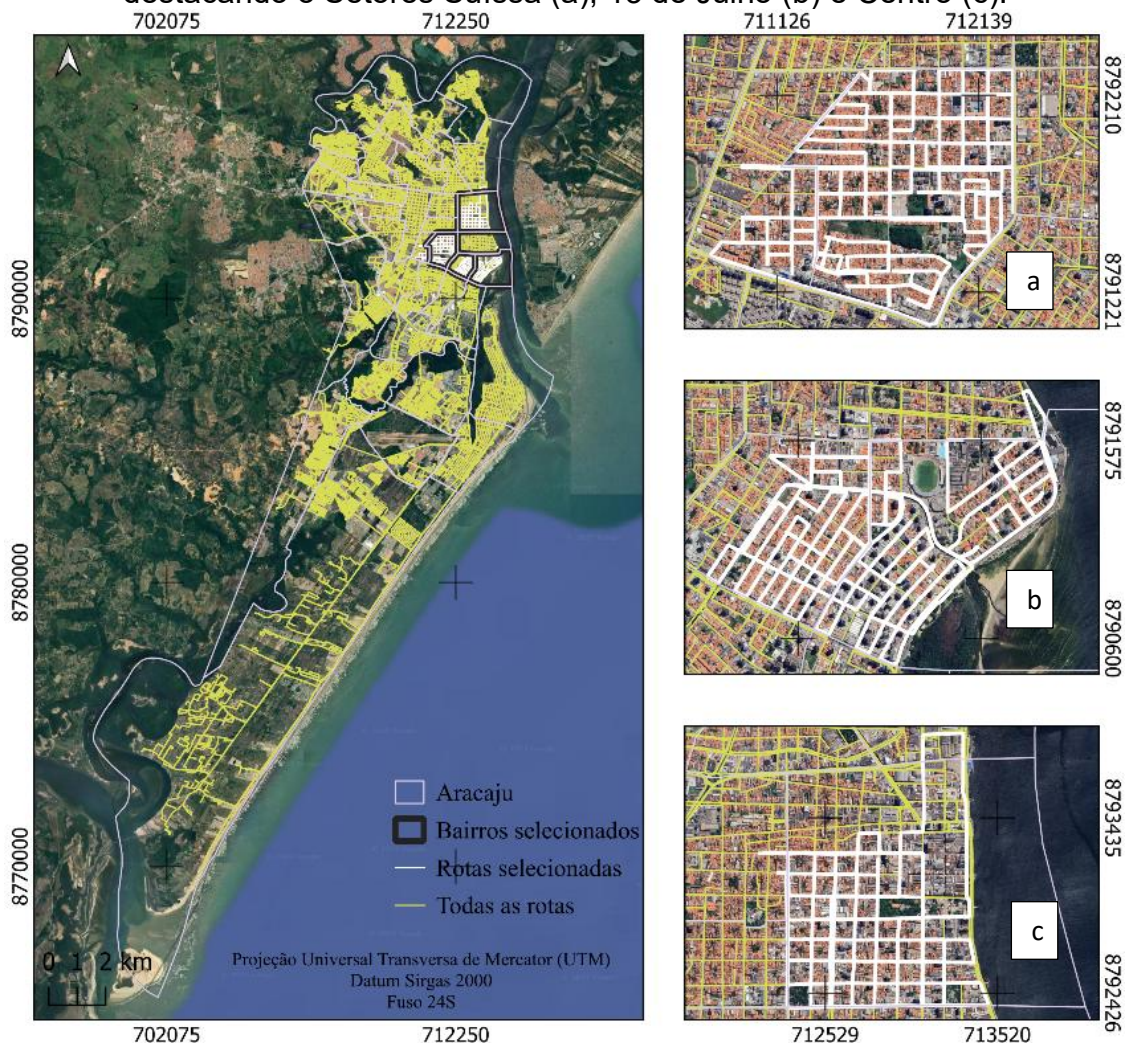 destacando o Setores Suíssa (a), 13 de Julho (b) e Centro (c).
702075 712250 711126 712139
8790000
8780000
8770000
8792210
8791221
a
8791575
8790600
b
8793435
8792426
c
Aracaju
Bairros selecionados
Rotas selecionadas
Todas as rotas
0 1 2 km
Projeção Universal Transversa de Mercator (UTM)
Datum Sirgas 2000
Fuso 24S
702075 712250 712529 713520